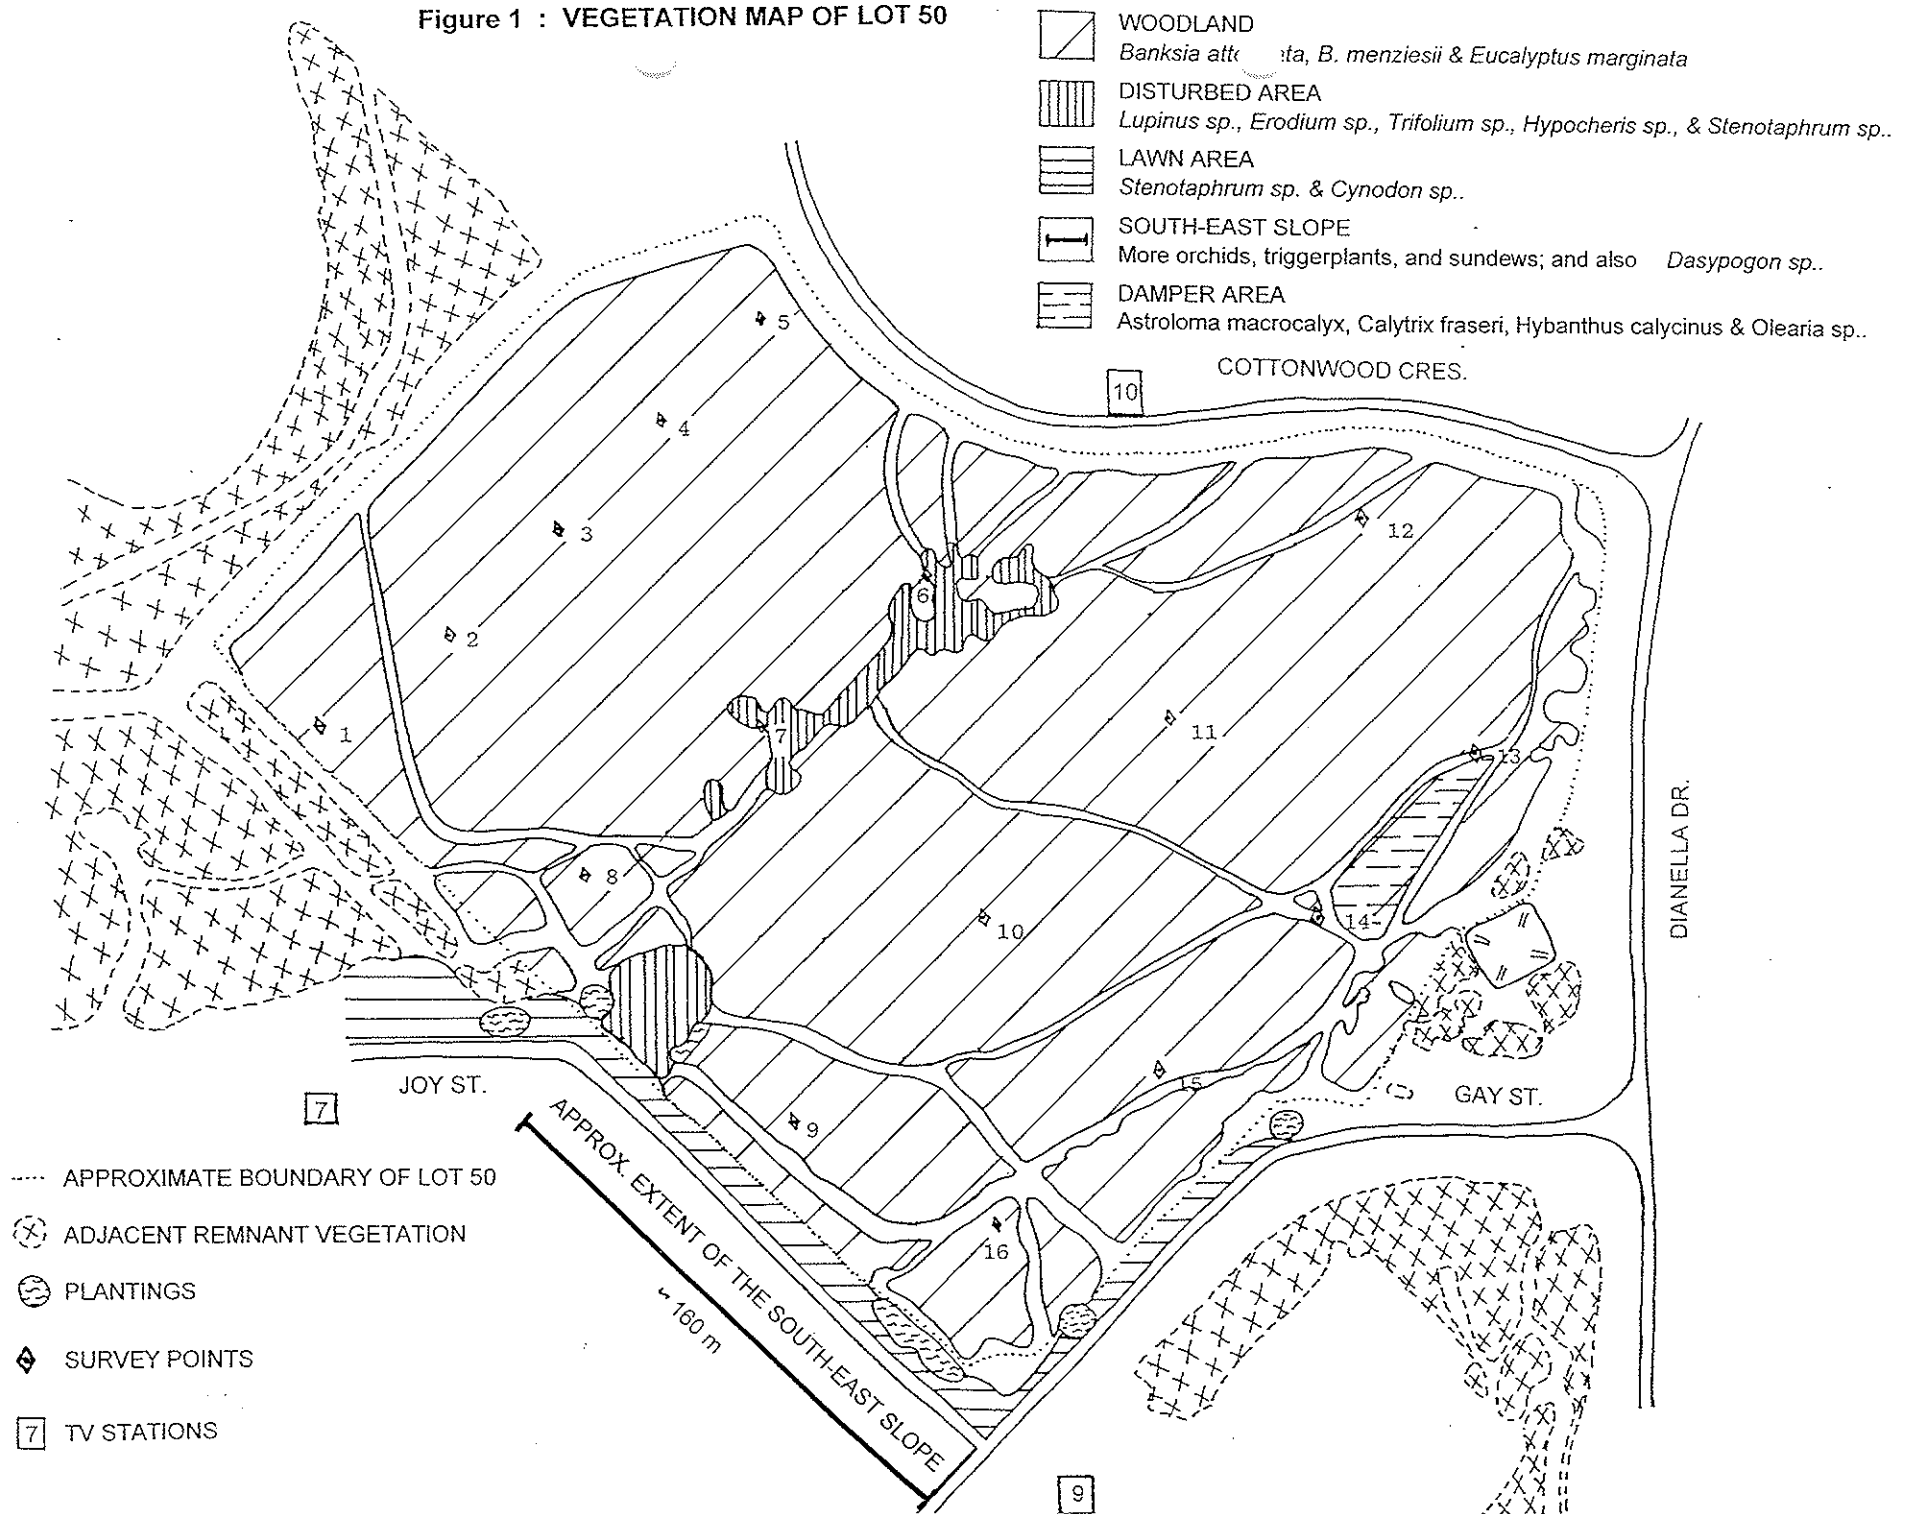 Figure 1 : VEGETATION MAP OF LOT 50
WOODLAND
Banksia atte ata, B. menziesii & Eucalyptus marginata
DISTURBED AREA
Lupinus sp., Erodium sp., Trifolium sp., Hypocheris sp., & Stenotaphrum sp..
LAWN AREA
Stenotaphrum sp. & Cynodon sp..
SOUTH-EAST SLOPE
More orchids, triggerplants, and sundews; and also Dasypogon sp..
DAMPER AREA
Astroloma macrocalyx, Calytrix fraseri, Hybanthus calycinus & Olearia sp..
COTTONWOOD CRES.
10
5
4
3
12
6
2
11
1
7
13
8
14
10
DIANELLA DR.
15
JOY ST.
GAY ST.
7
9
16
APPROX. EXTENT OF THE SOUTH-EAST SLOPE
~ 160 m
9
APPROXIMATE BOUNDARY OF LOT 50
ADJACENT REMNANT VEGETATION
PLANTINGS
SURVEY POINTS
7 TV STATIONS